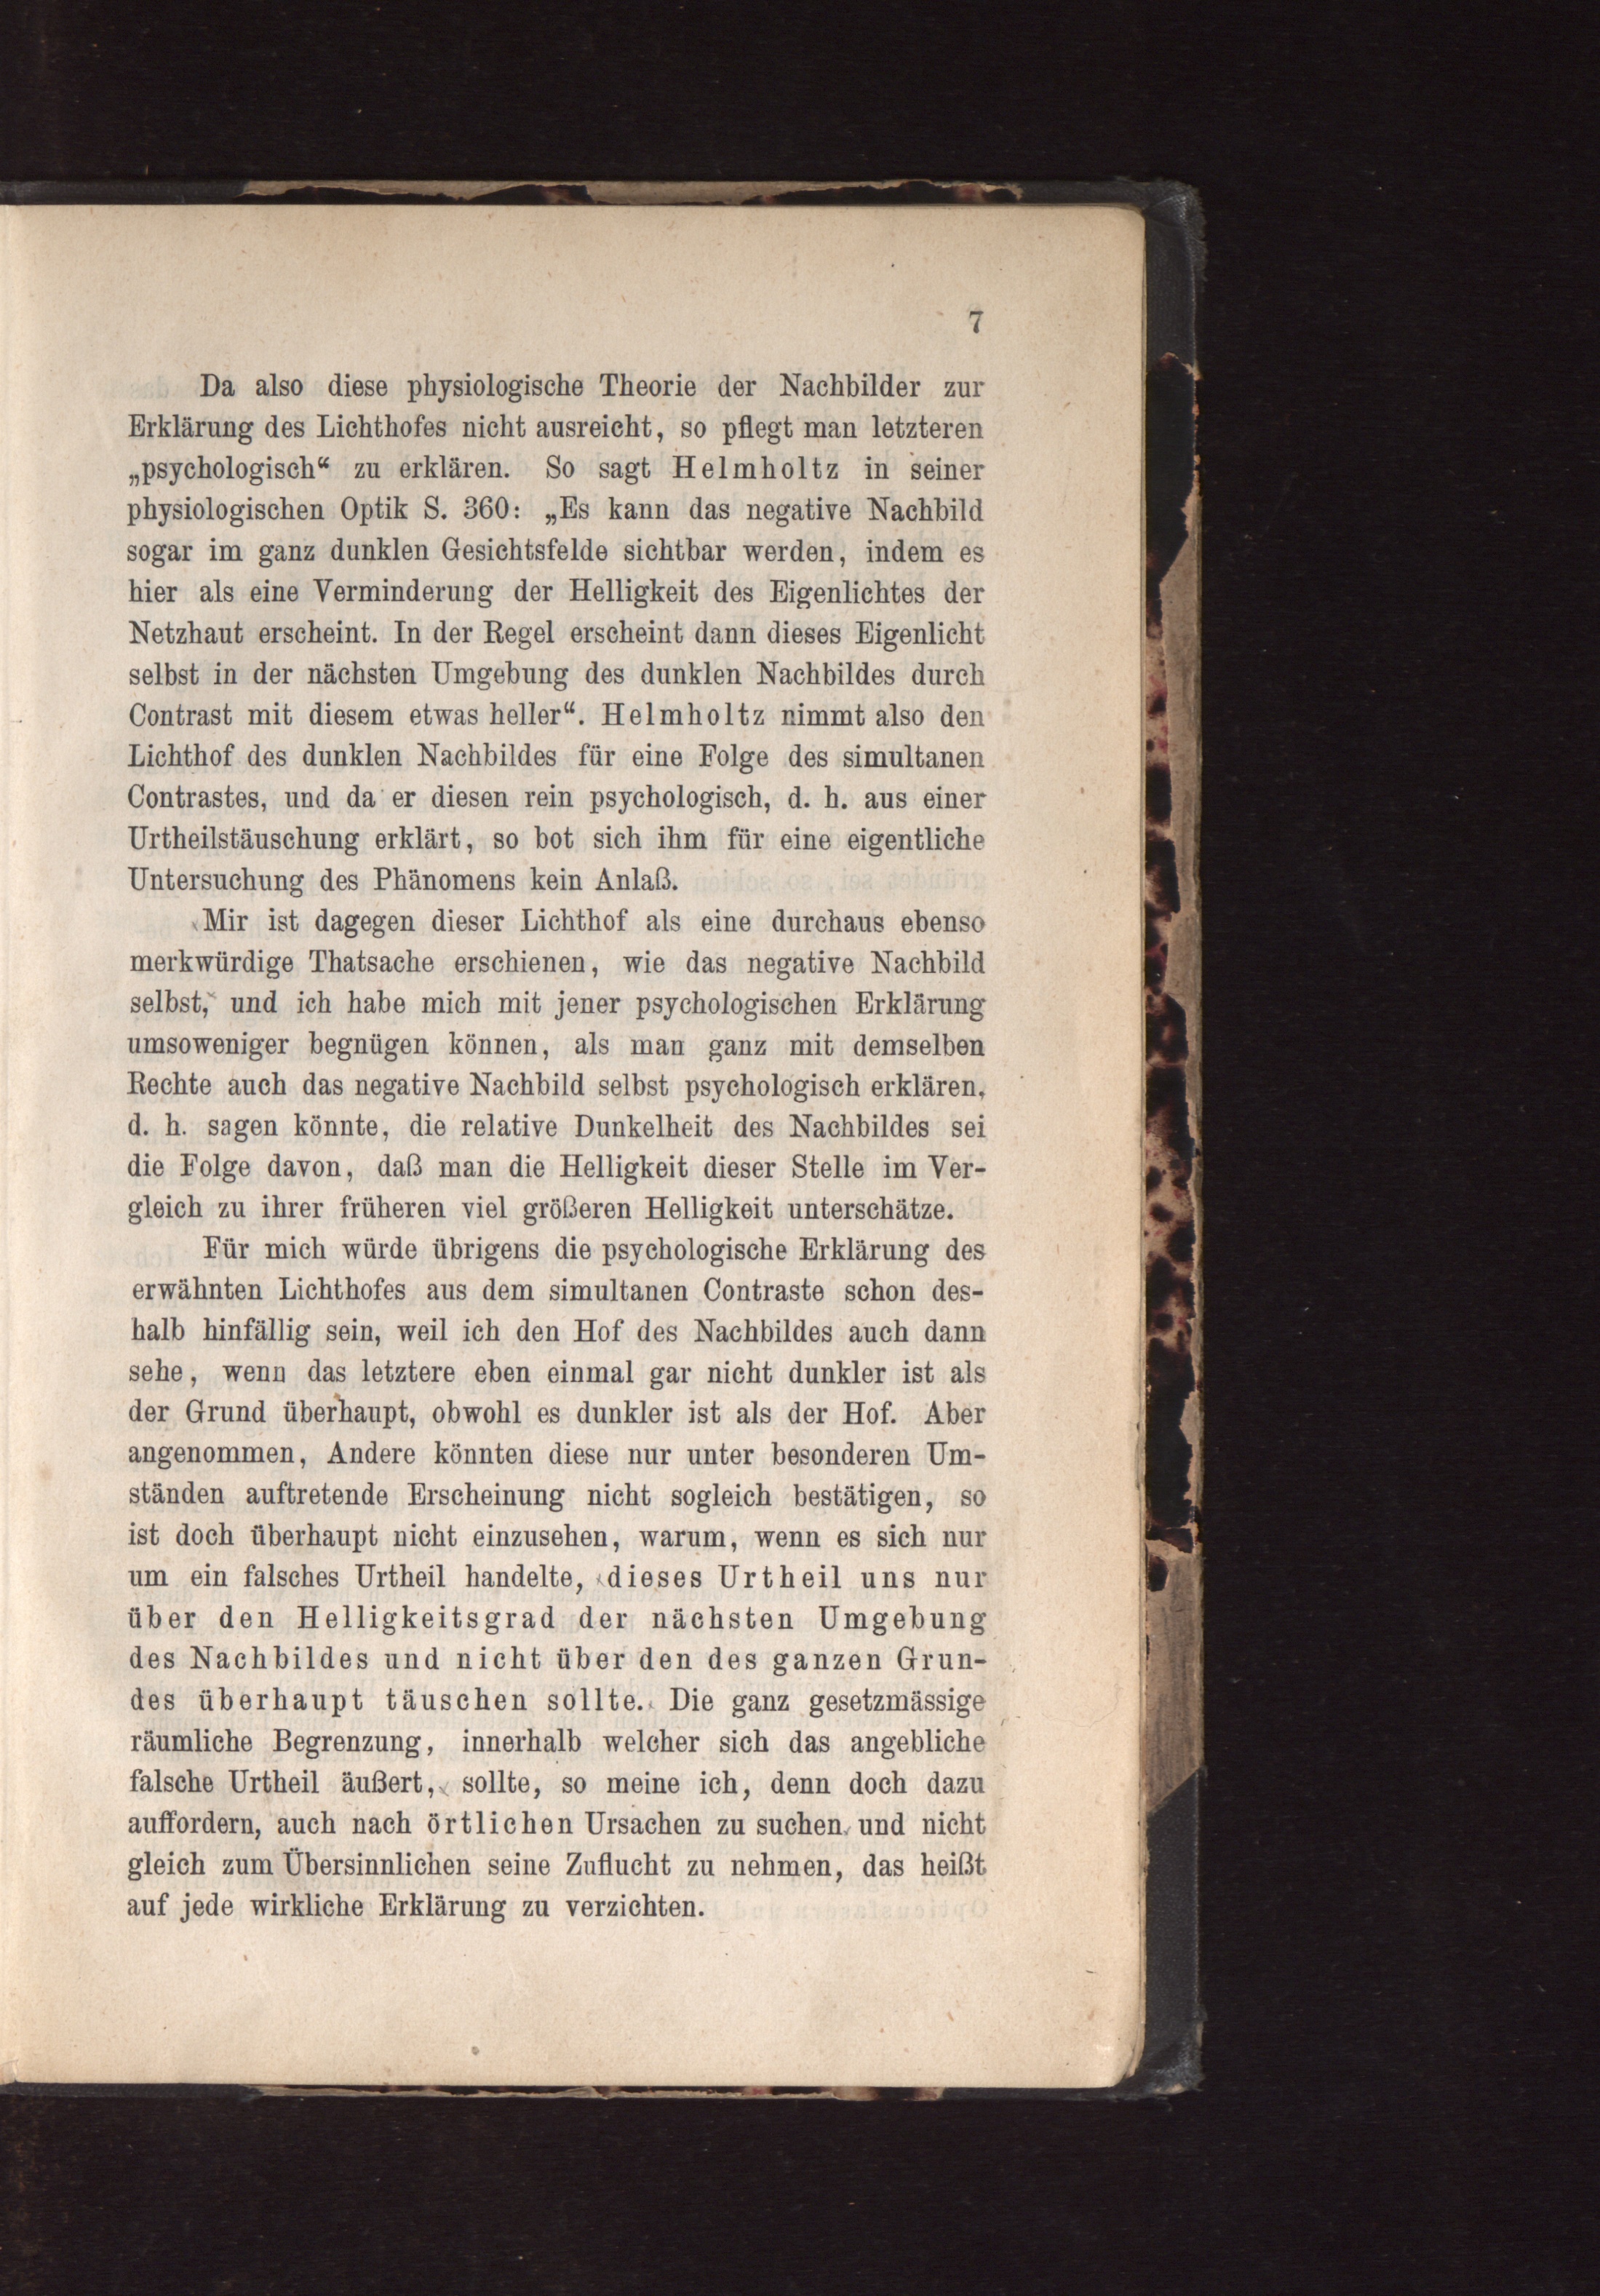 7
Da also diese physiologische Theorie der Nachbilder zur
Erklärung des Lichthofes nicht ausreicht, so pflegt man letzteren
„psychologisch“ zu erklären. So sagt Helmholtz in seiner
physiologischen Optik S. 360: „Es kann das negative Nachbild
sogar im ganz dunklen Gesichtsfelde sichtbar werden, indem es
hier als eine Verminderung der Helligkeit des Eigenlichtes der
Netzhaut erscheint. In der Regel erscheint dann dieses Eigenlicht
selbst in der nächsten Umgebung des dunklen Nachbildes durch
Contrast mit diesem etwas heller“. Helmholtz nimmt also den
Lichthof des dunklen Nachbildes für eine Folge des simultanen
Contrastes, und da er diesen rein psychologisch, d. h. aus einer
Urtheilstäuschung erklärt, so bot sich ihm für eine eigentliche
Untersuchung des Phänomens kein Anlaß.
Mir ist dagegen dieser Lichthof als eine durchaus ebenso
merkwürdige Thatsache erschienen, wie das negative Nachbild
selbst, und ich habe mich mit jener psychologischen Erklärung
umsoweniger begnügen können, als man ganz mit demselben
Rechte auch das negative Nachbild selbst psychologisch erklären,
d. h. sagen könnte, die relative Dunkelheit des Nachbildes sei
die Folge davon, daß man die Helligkeit dieser Stelle im Ver-
gleich zu ihrer früheren viel größeren Helligkeit unterschätze.
Für mich würde übrigens die psychologische Erklärung des
erwähnten Lichthofes aus dem simultanen Contraste schon des-
halb hinfällig sein, weil ich den Hof des Nachbildes auch dann
sehe, wenn das letztere eben einmal gar nicht dunkler ist als
der Grund überhaupt, obwohl es dunkler ist als der Hof. Aber
angenommen, Andere könnten diese nur unter besonderen Um-
ständen auftretende Erscheinung nicht sogleich bestätigen, so
ist doch überhaupt nicht einzusehen, warum, wenn es sich nur
um ein falsches Urtheil handelte, dieses Urtheil uns nur
über den Helligkeitsgrad der nächsten Umgebung
des Nachbildes und nicht über den des ganzen Grun-
des überhaupt täuschen sollte. Die ganz gesetzmässige
räumliche Begrenzung, innerhalb welcher sich das angebliche
falsche Urtheil äußert, sollte, so meine ich, denn doch dazu
auffordern, auch nach örtlichen Ursachen zu suchen und nicht
gleich zum Übersinnlichen seine Zuflucht zu nehmen, das heißt
auf jede wirkliche Erklärung zu verzichten.